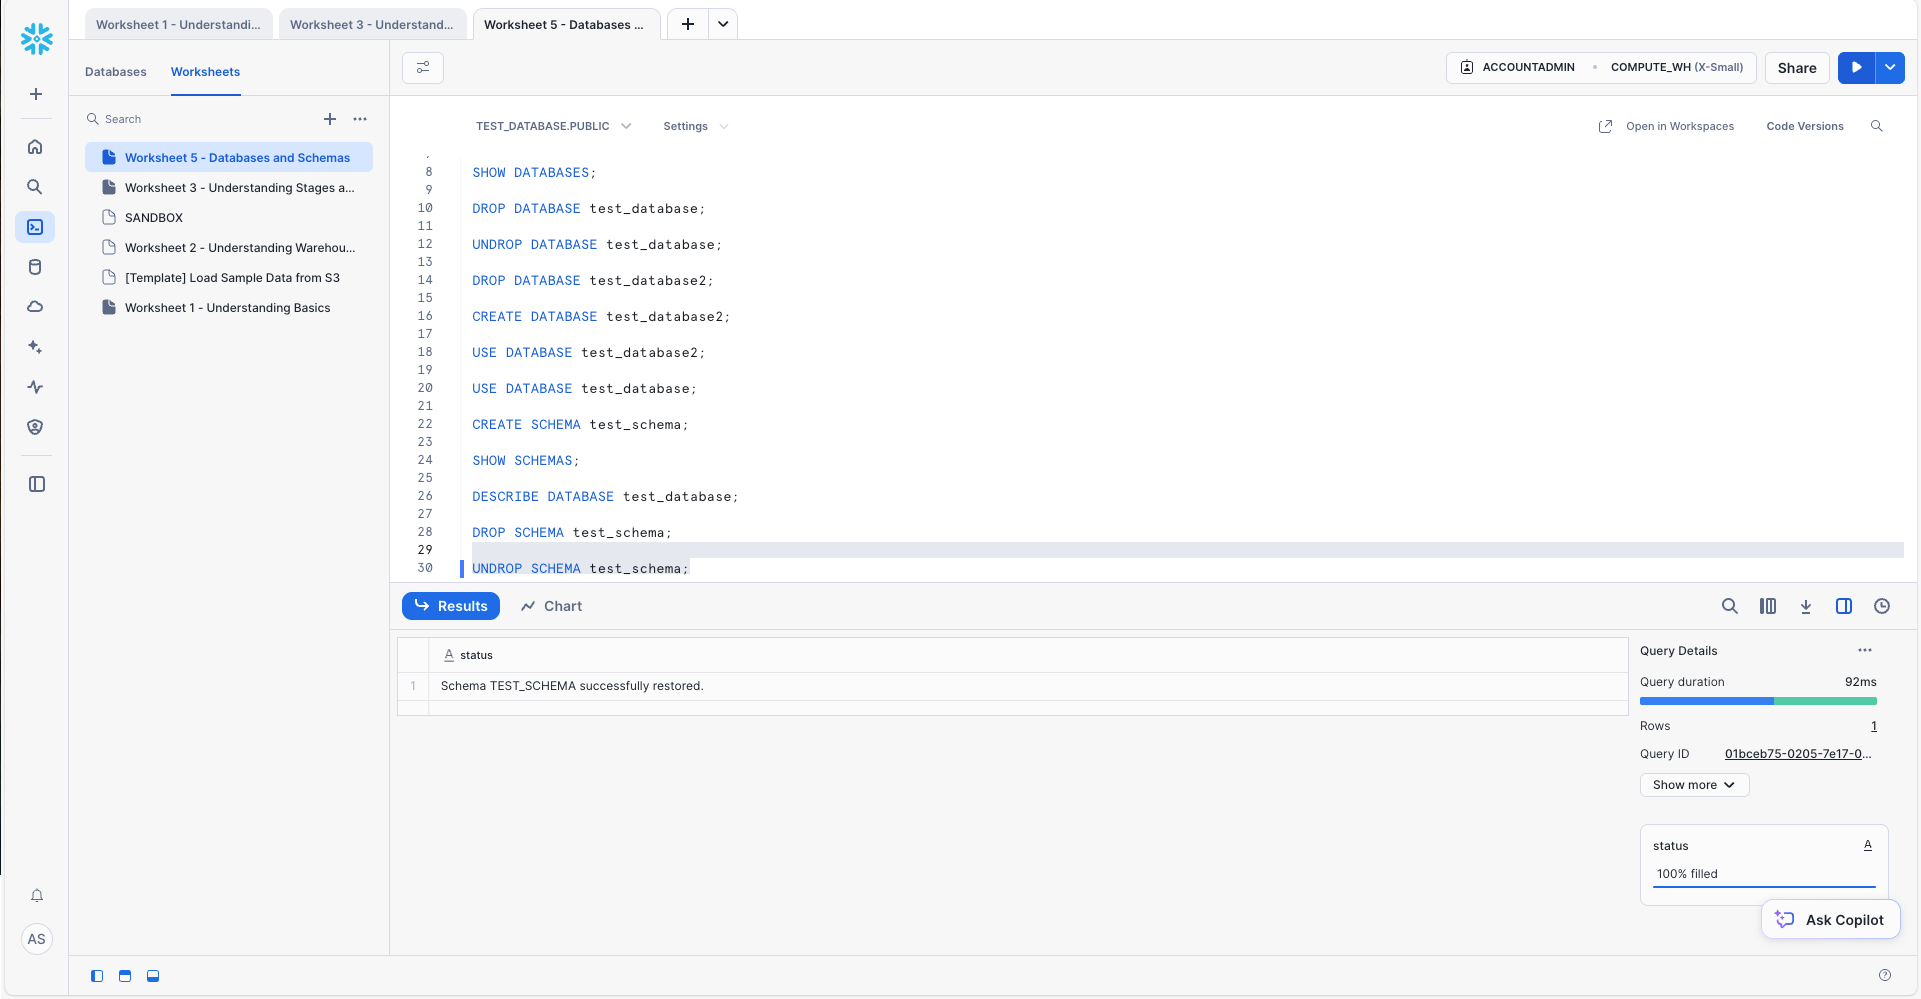 Worksheet 1 - Understandi...
Worksheet 3 - Understand...
Worksheet 5 - Databases ...
Databases
Worksheets
ACCOUNTADMIN
COMPUTE_WH (X-Small)
Share
Search
TEST_DATABASE.PUBLIC
Settings
Open in Workspaces
Code Versions
Worksheet 5 - Databases and Schemas
Worksheet 3 - Understanding Stages a...
SANDBOX
Worksheet 2 - Understanding Warehou...
[Template] Load Sample Data from S3
Worksheet 1 - Understanding Basics
8 SHOW DATABASES;
9
10 DROP DATABASE test_database;
11
12 UNDROP DATABASE test_database;
13
14 DROP DATABASE test_database2;
15
16 CREATE DATABASE test_database2;
17
18 USE DATABASE test_database2;
19
20 USE DATABASE test_database;
21
22 CREATE SCHEMA test_schema;
23
24 SHOW SCHEMAS;
25
26 DESCRIBE DATABASE test_database;
27
28 DROP SCHEMA test_schema;
29
30 UNDROP SCHEMA test_schema;
Results
Chart
A status
1 Schema TEST_SCHEMA successfully restored.
Query Details
Query duration 92ms
Rows 1
Query ID 01bceb75-0205-7e17-0...
Show more
status A
100% filled
Ask Copilot
AS